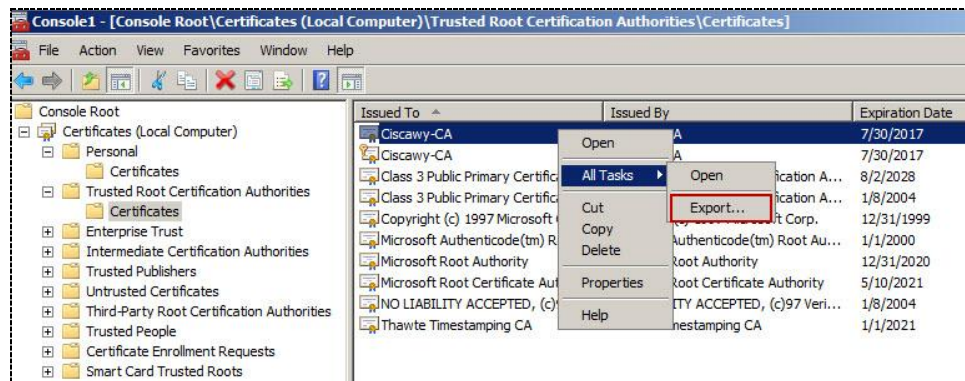 Console1 - [Console Root\Certificates (Local Computer)\Trusted Root Certification Authorities\Certificates]
File Action View Favorites Window Help
Console Root
Certificates (Local Computer)
Personal
Certificates
Trusted Root Certification Authorities
Certificates
Enterprise Trust
Intermediate Certification Authorities
Trusted Publishers
Untrusted Certificates
Third-Party Root Certification Authorities
Trusted People
Certificate Enrollment Requests
Smart Card Trusted Roots
Issued To Issued By Expiration Date
Ciscawy-CA A 7/30/2017
Ciscawy-CA A 7/30/2017
Class 3 Public Primary Certifica ification A... 8/2/2028
Class 3 Public Primary Certifica ification A... 1/8/2004
Copyright (c) 1997 Microsoft Corp. 12/31/1999
Microsoft Authenticode(tm) R Authenticode(tm) Root Au... 1/1/2000
Microsoft Root Authority Root Authority 12/31/2020
Microsoft Root Certificate Aut Root Certificate Authority 5/10/2021
NO LIABILITY ACCEPTED, (c)9 ITY ACCEPTED, (c)97 Veri... 1/8/2004
Thawte Timestamping CA mestamping CA 1/1/2021
Open
All Tasks
Cut
Copy
Delete
Properties
Help
Open
Export...